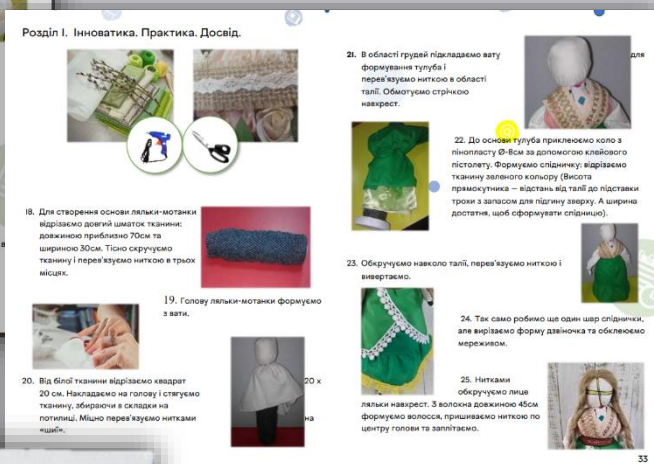 Розділ І. Інноватика. Практика. Досвід.
18. Для створення основи ляльки-мотанки
відрізаємо довгий шматок тканини:
довжиною приблизно 70см та
шириною 30см. Тісно скручуємо
тканину і перев'язуємо ниткою в трьох
місцях.
19. Голову ляльки-мотанки формуємо
з вати.
20. Від білої тканини відрізаємо квадрат 20 х
20 см. Накладаємо на голову і стягуємо
тканину, збираючи в складки на
потилиці. Міцно перев'язуємо нитками на
«шиї».
21. В області грудей підкладаємо вату для
формування тулуба і
перев'язуємо ниткою в області
талії. Обмотуємо стрічкою
навхрест.
22. До основи тулуба приклеюємо коло з
пінопласту Ø-6см за допомогою клейового
пістолету. Формуємо спідничку: відрізаємо
тканину зеленого кольору (Висота
прямокутника – відстань від талії до підставки
трохи з запасом для підгину зверху. А ширина
достатня, щоб сформувати спідницю).
23. Обкручуємо навколо талії, перев'язуємо ниткою і
вивертаємо.
24. Так само робимо ще один шар спіднички,
але вирізаємо форму дзвіночка та обклеюємо
мереживом.
25. Нитками
обкручуємо лице
ляльки навхрест. З волокна довжиною 45см
формуємо волосся, пришиваємо ниткою по
центру голови та заплітаємо.
33